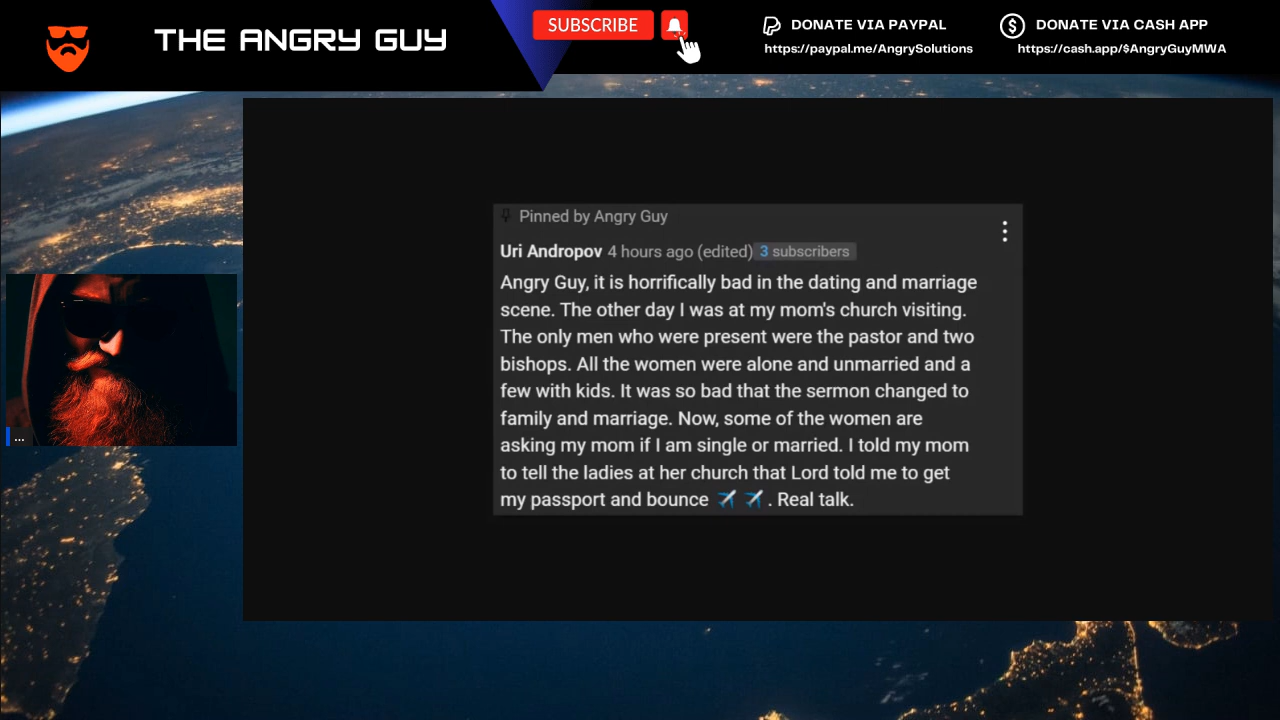 THE ANGRY GUY
SUBSCRIBE
DONATE VIA PAYPAL
https://paypal.me/AngrySolutions
DONATE VIA CASH APP
https://cash.app/$AngryGuyMWA
Pinned by Angry Guy
Uri Andropov 4 hours ago (edited) 3 subscribers
Angry Guy, it is horrifically bad in the dating and marriage
scene. The other day I was at my mom's church visiting.
The only men who were present were the pastor and two
bishops. All the women were alone and unmarried and a
few with kids. It was so bad that the sermon changed to
family and marriage. Now, some of the women are
asking my mom if I am single or married. I told my mom
to tell the ladies at her church that Lord told me to get
my passport and bounce ✈️ ✈️ . Real talk.
...